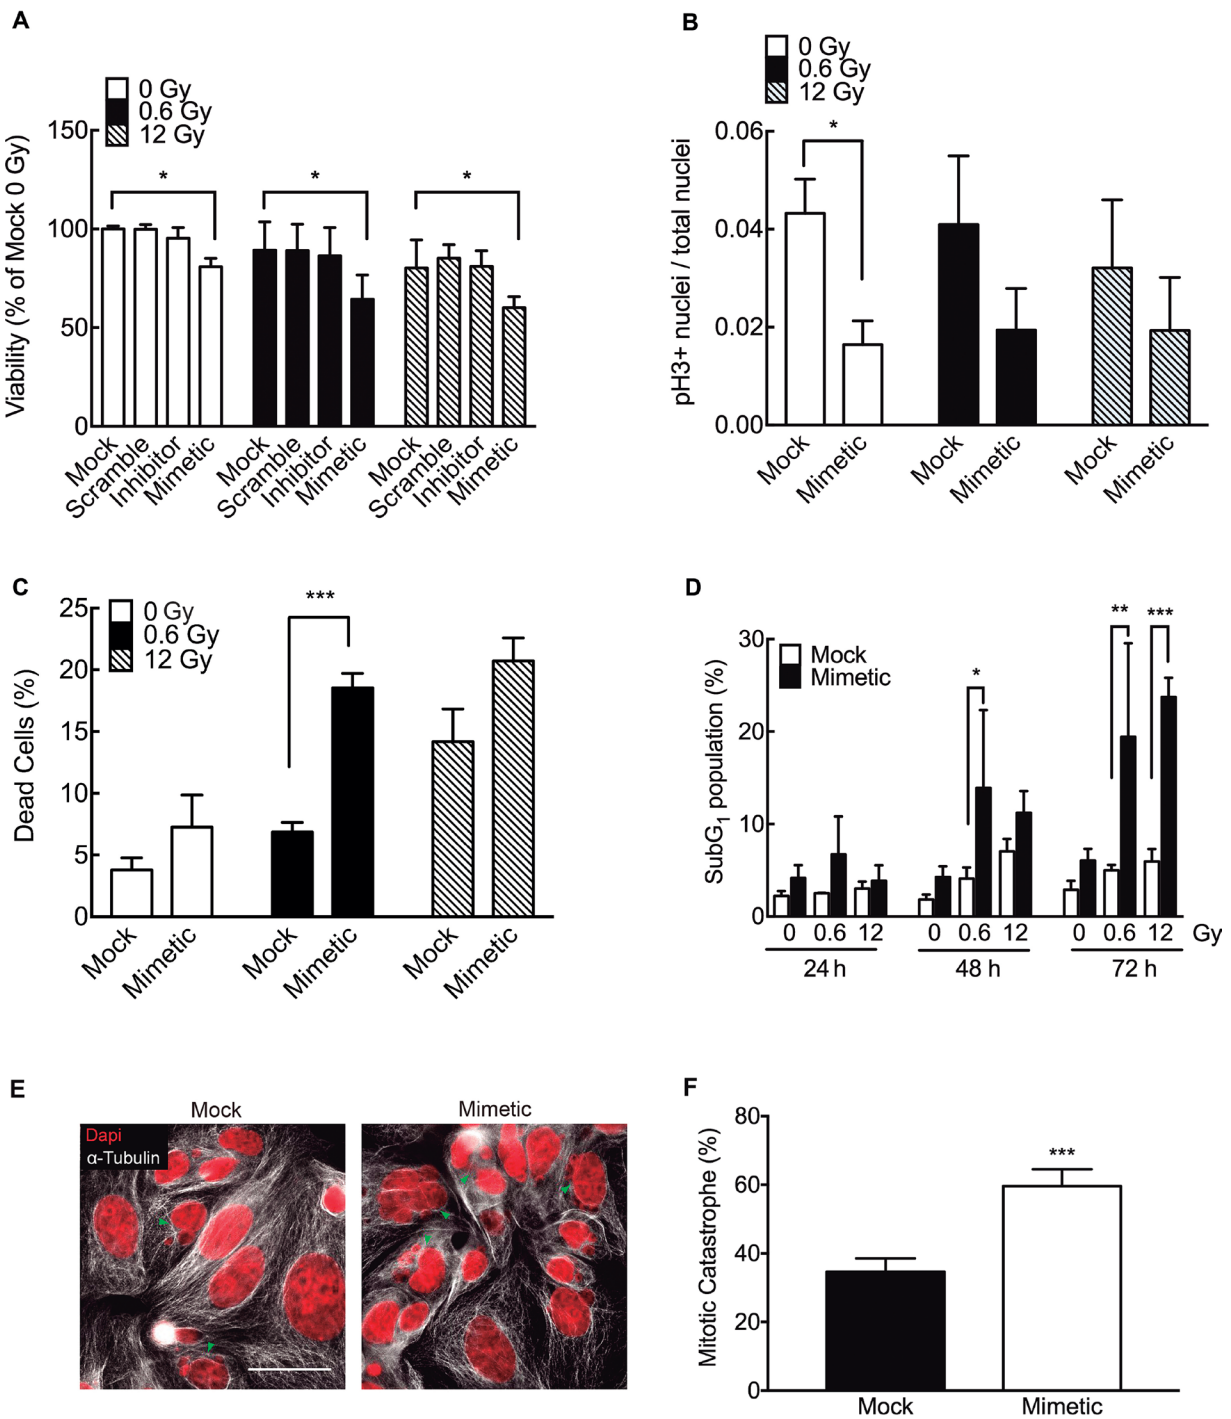 A
0 Gy
0.6 Gy
12 Gy
Viability (% of Mock 0 Gy)
150
100
50
0
* * *
Mock Scramble Inhibitor Mimetic Mock Scramble Inhibitor Mimetic Mock Scramble Inhibitor Mimetic
B
0 Gy
0.6 Gy
12 Gy
pH3+ nuclei / total nuclei
0.06
0.04
0.02
0.00
*
Mock Mimetic Mock Mimetic Mock Mimetic
C
0 Gy
0.6 Gy
12 Gy
Dead Cells (%)
25
20
15
10
5
0
***
Mock Mimetic Mock Mimetic Mock Mimetic
D
Mock
Mimetic
SubG1 population (%)
30
20
10
0
* ** ***
0 0.6 12 0 0.6 12 0 0.6 12 Gy
24 h 48 h 72 h
E
Mock Mimetic
Dapi
α-Tubulin
F
Mitotic Catastrophe (%)
80
60
40
20
0
***
Mock Mimetic